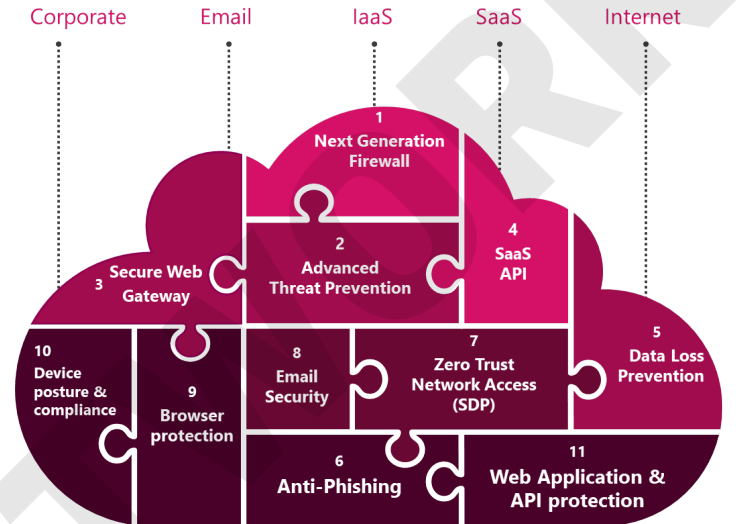 Corporate
Email
IaaS
SaaS
Internet
1
Next Generation
Firewall
2
Advanced
Threat Prevention
3
Secure Web
Gateway
4
SaaS
API
5
Data Loss
Prevention
10
Device
posture &
compliance
9
Browser
protection
8
Email
Security
7
Zero Trust
Network Access
(SDP)
6
Anti-Phishing
11
Web Application &
API protection